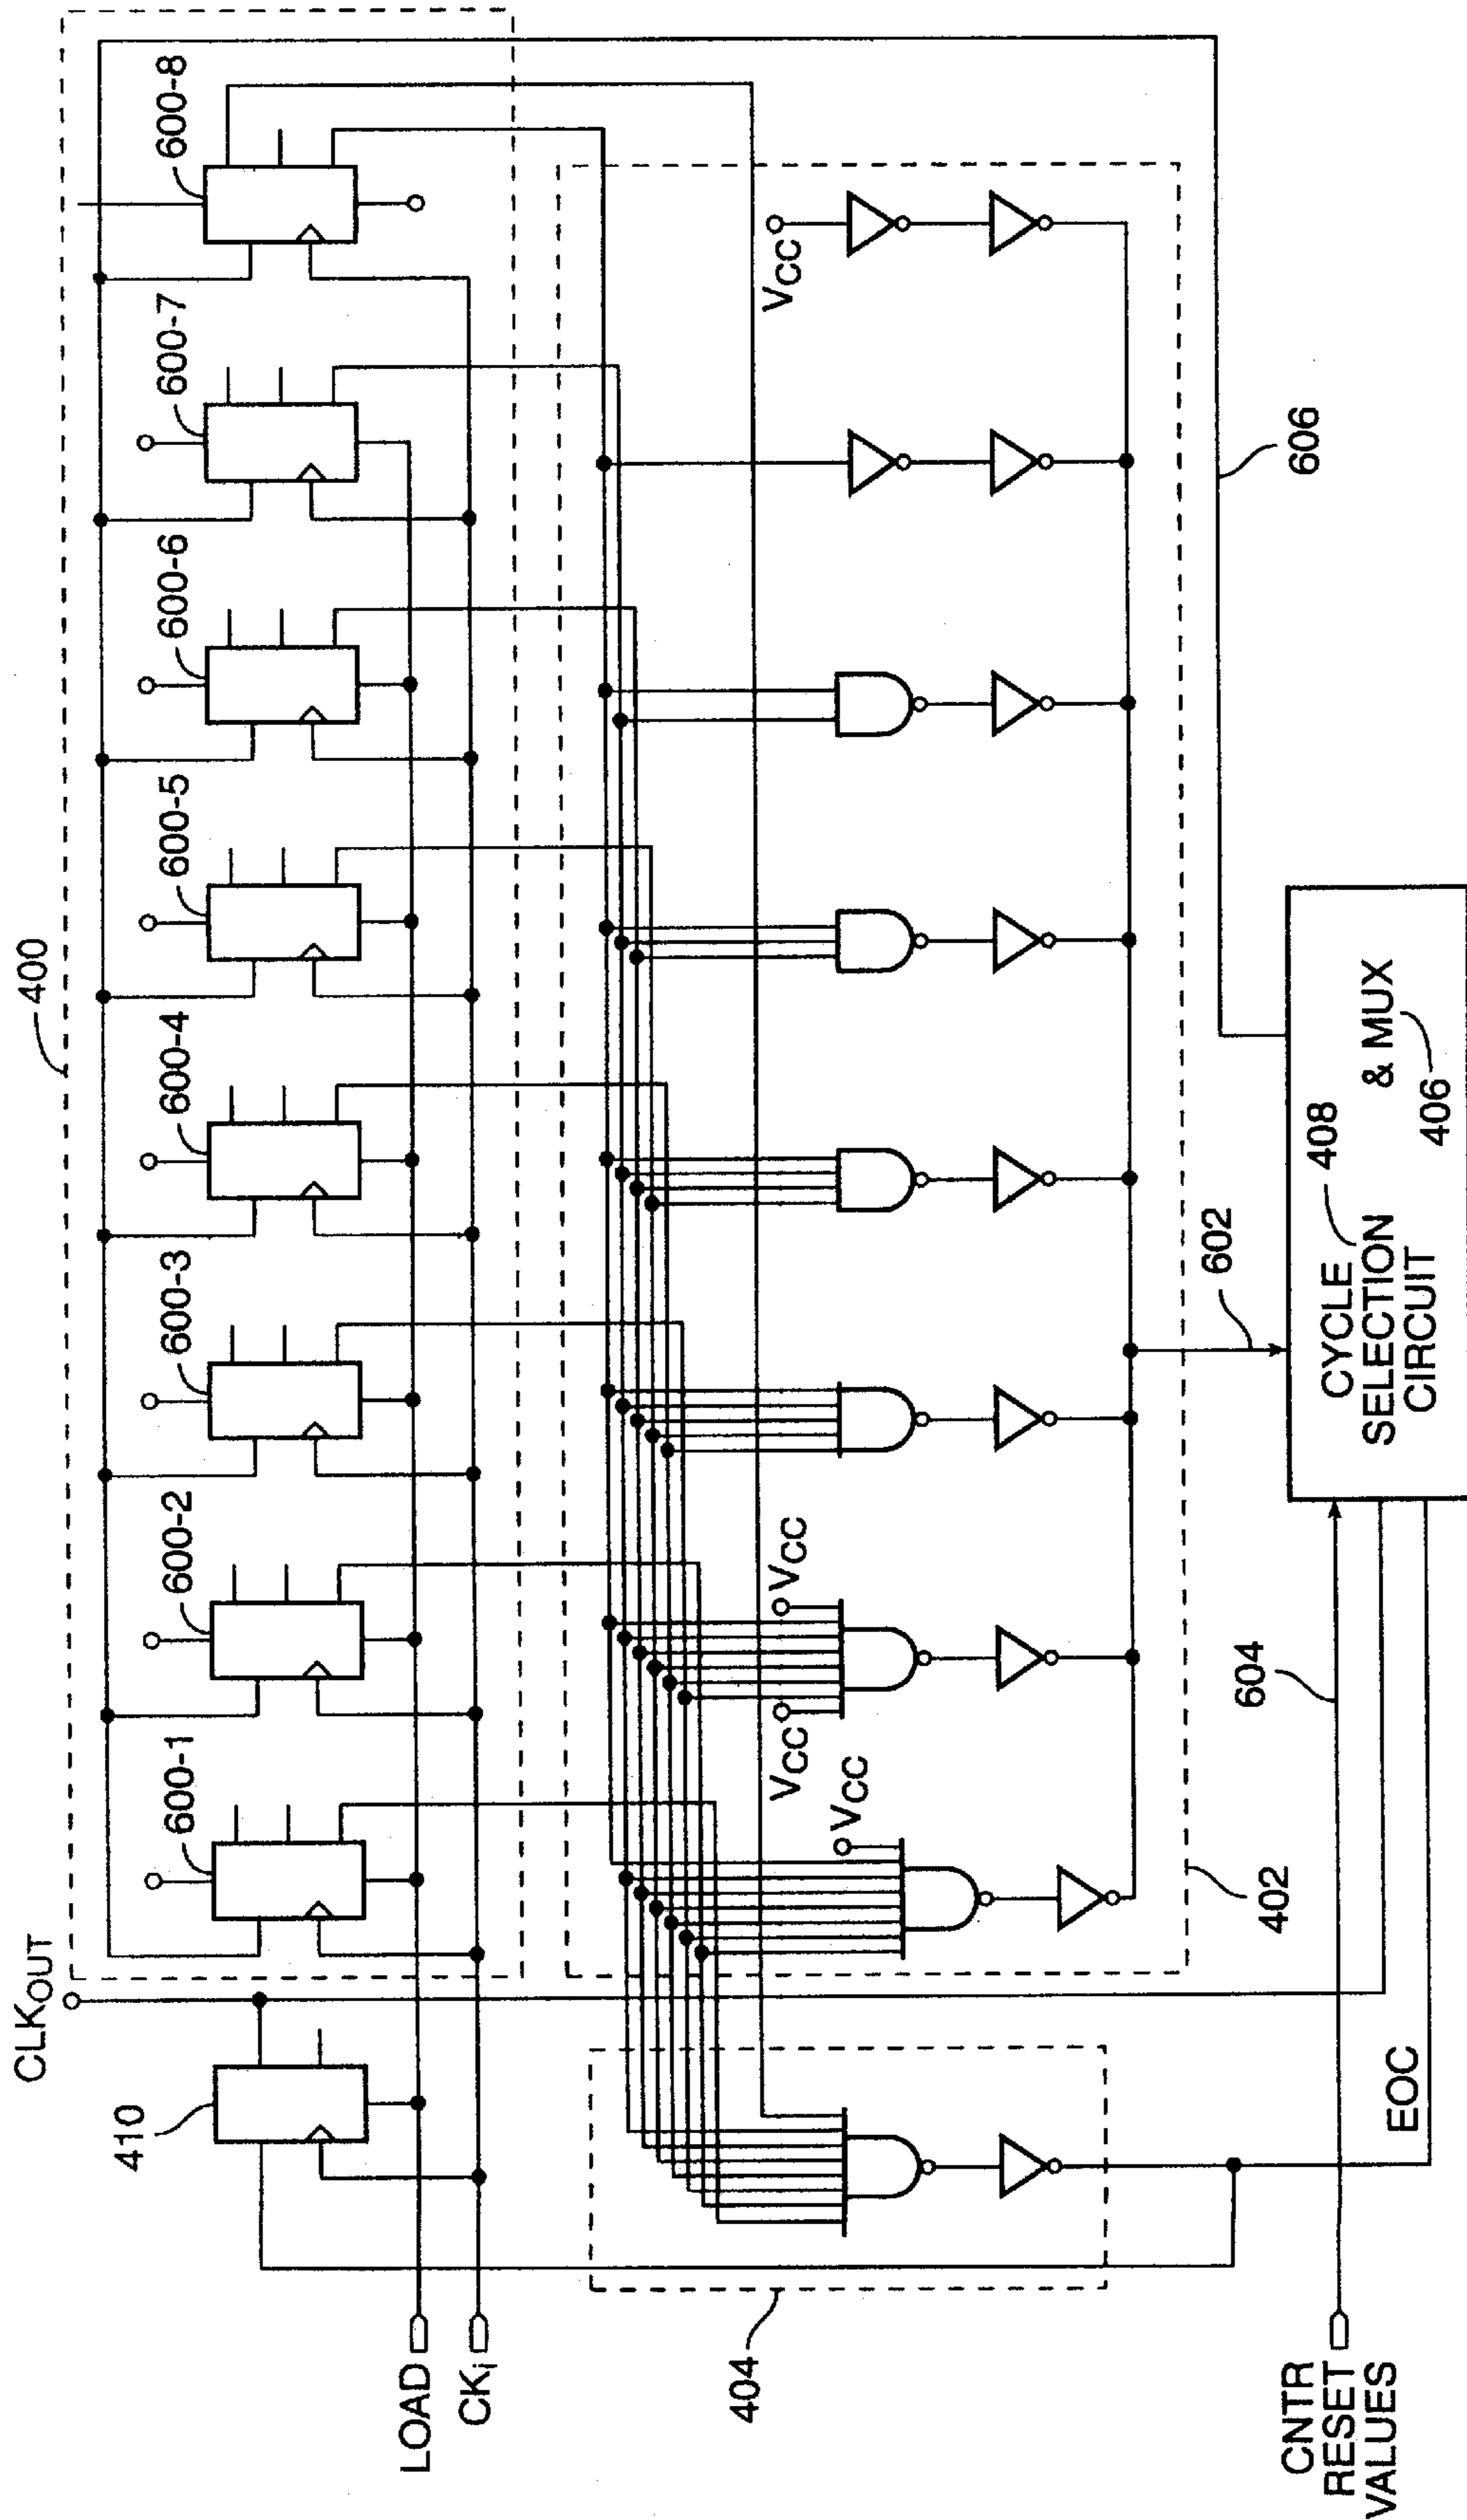 400
CLK OUT
410
600-1
600-2
600-3
600-4
600-5
600-6
600-7
600-8
LOAD
CKi
VCC
VCC
VCC
VCC
404
402
602
604
606
CNTR
RESET
VALUES
EOC
CYCLE 408
SELECTION & MUX
CIRCUIT 406